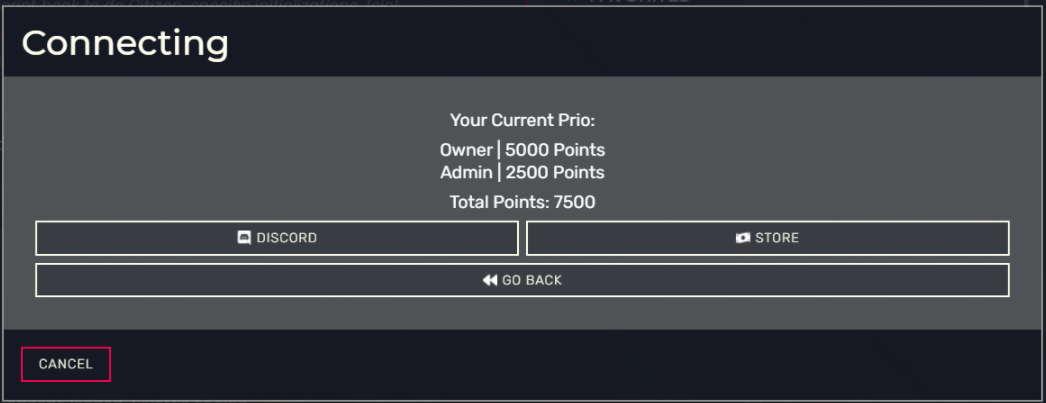 Connecting
Your Current Prio:
Owner | 5000 Points
Admin | 2500 Points
Total Points: 7500
DISCORD
STORE
GO BACK
CANCEL